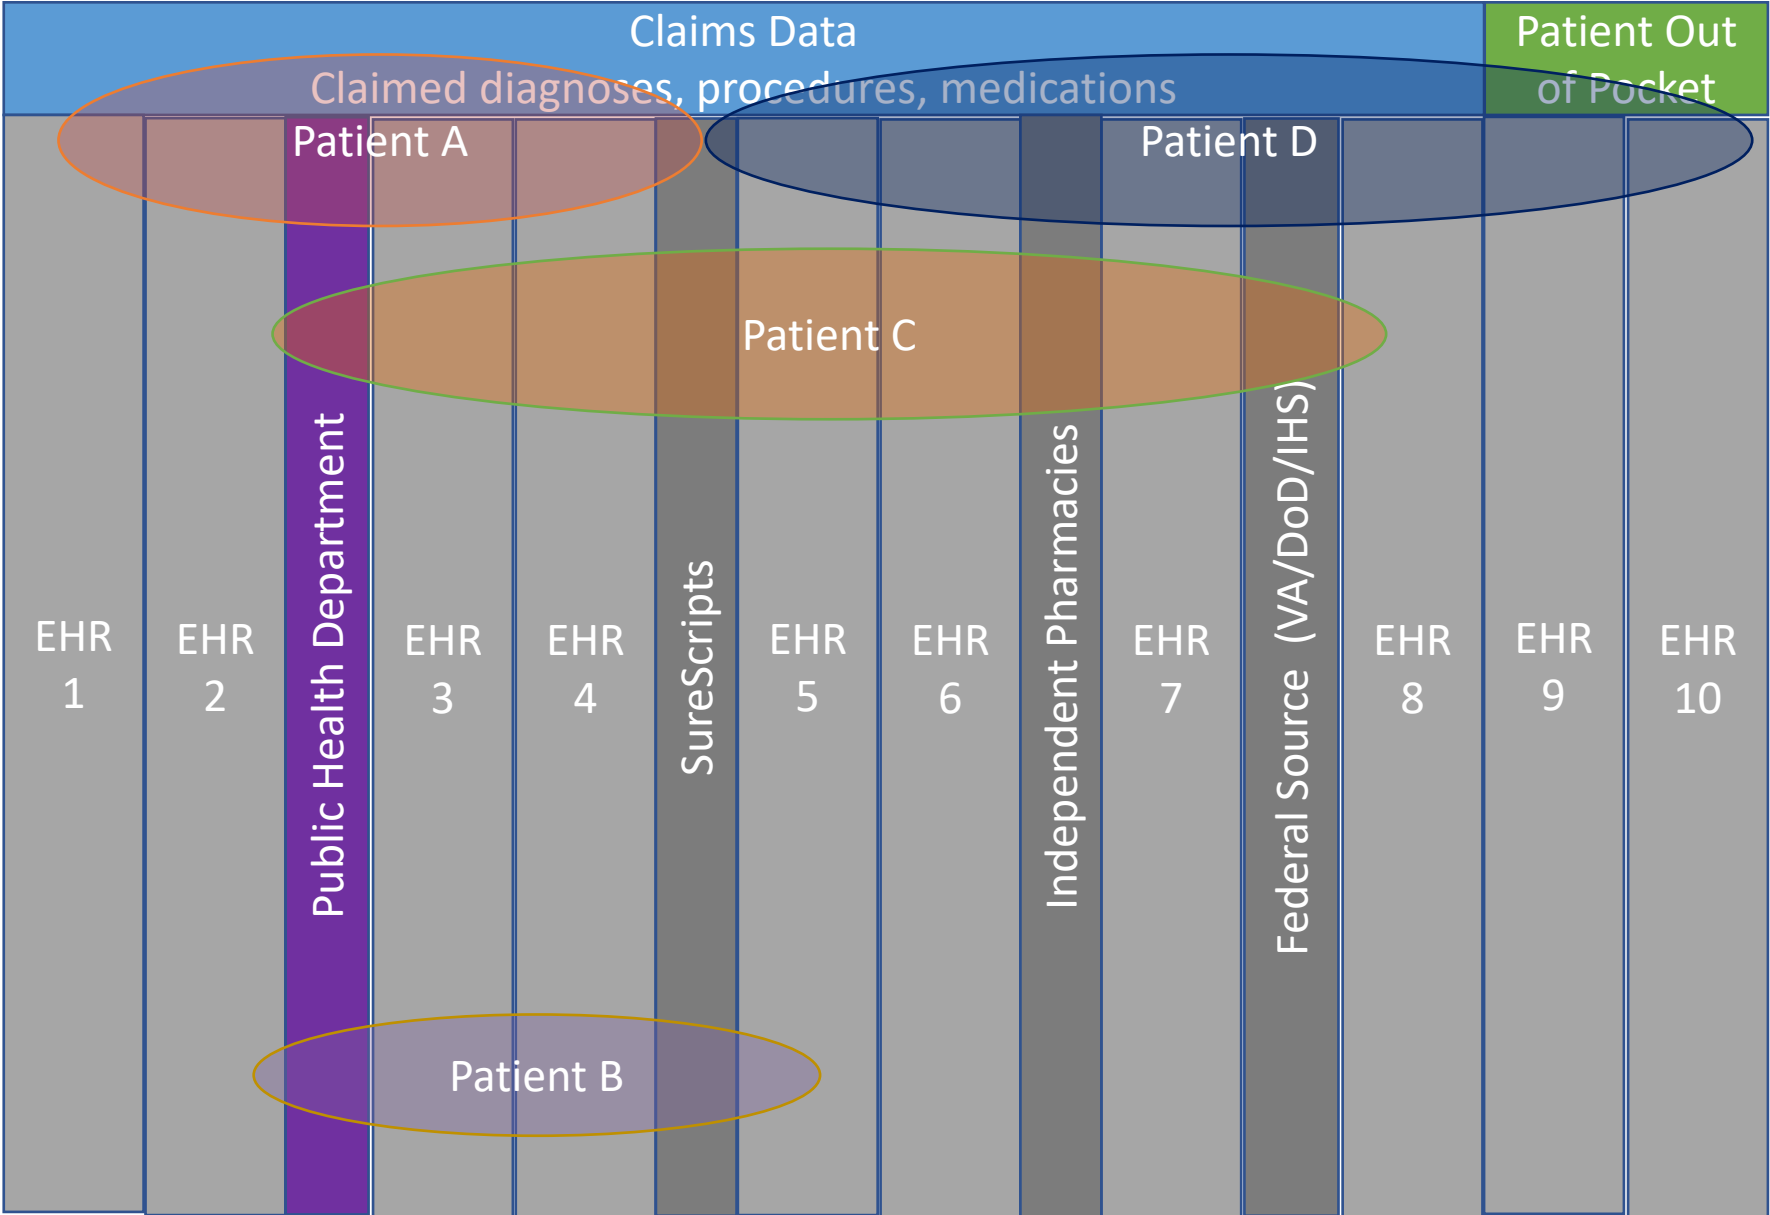 Claims Data
Claimed diagnoses, procedures, medications
Patient Out
of Pocket
Patient A
Patient D
Patient C
Public Health Department
SureScripts
Independent Pharmacies
Federal Source (VA/DoD/IHS)
EHR
1
EHR
2
EHR
3
EHR
4
EHR
5
EHR
6
EHR
7
EHR
8
EHR
9
EHR
10
Patient B